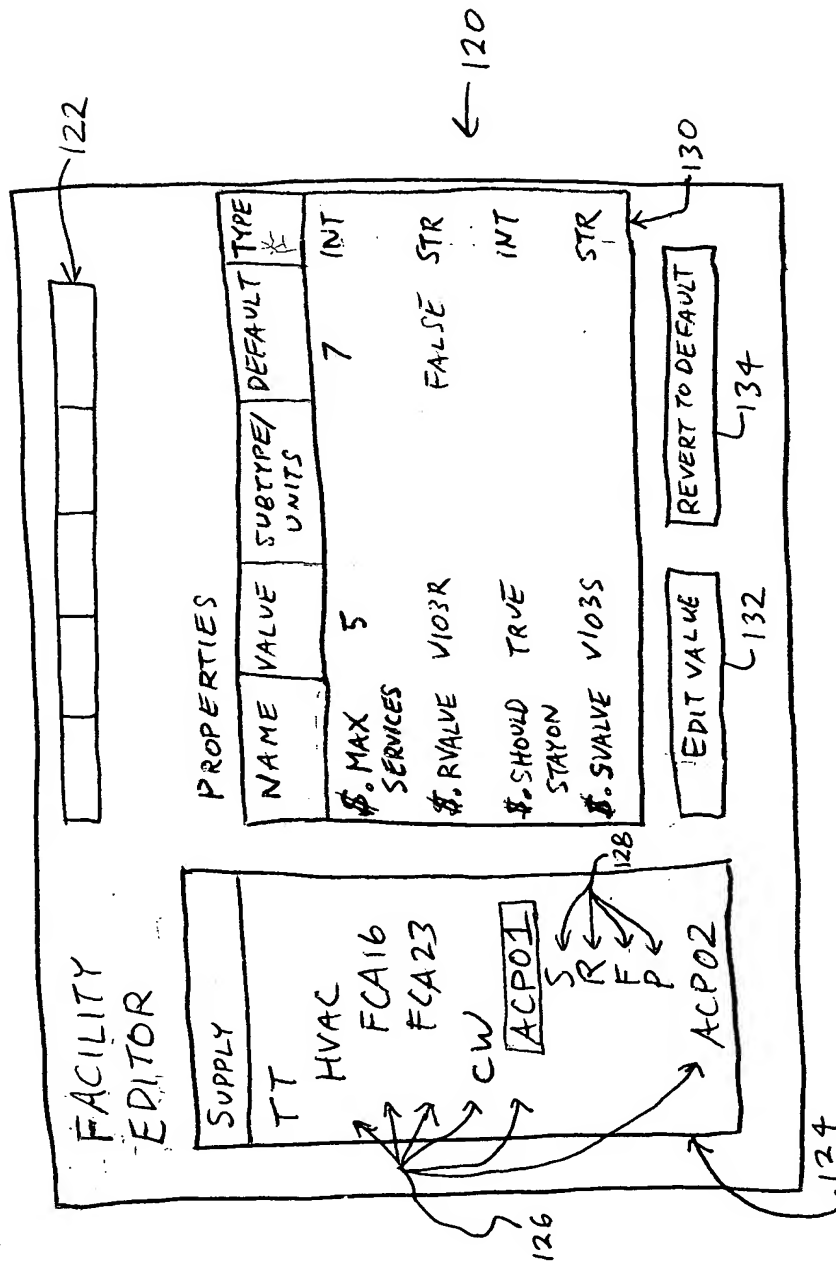 FACILITY
EDITOR
122
SUPPLY
TT
HVAC
FCA16
FCA23
CW
ACP01
S
R
F
P
ACP02
128
126
124
PROPERTIES
NAME VALUE SUBTYPE/ UNITS DEFAULT TYPE
$.MAX SERVICES 5 7 INT
$.RVALUE V103R FALSE STR
$.SHOULD STAYON TRUE INT
$.SVALUE V103S STR
130
120
EDIT VALUE
132
REVERT TO DEFAULT
134